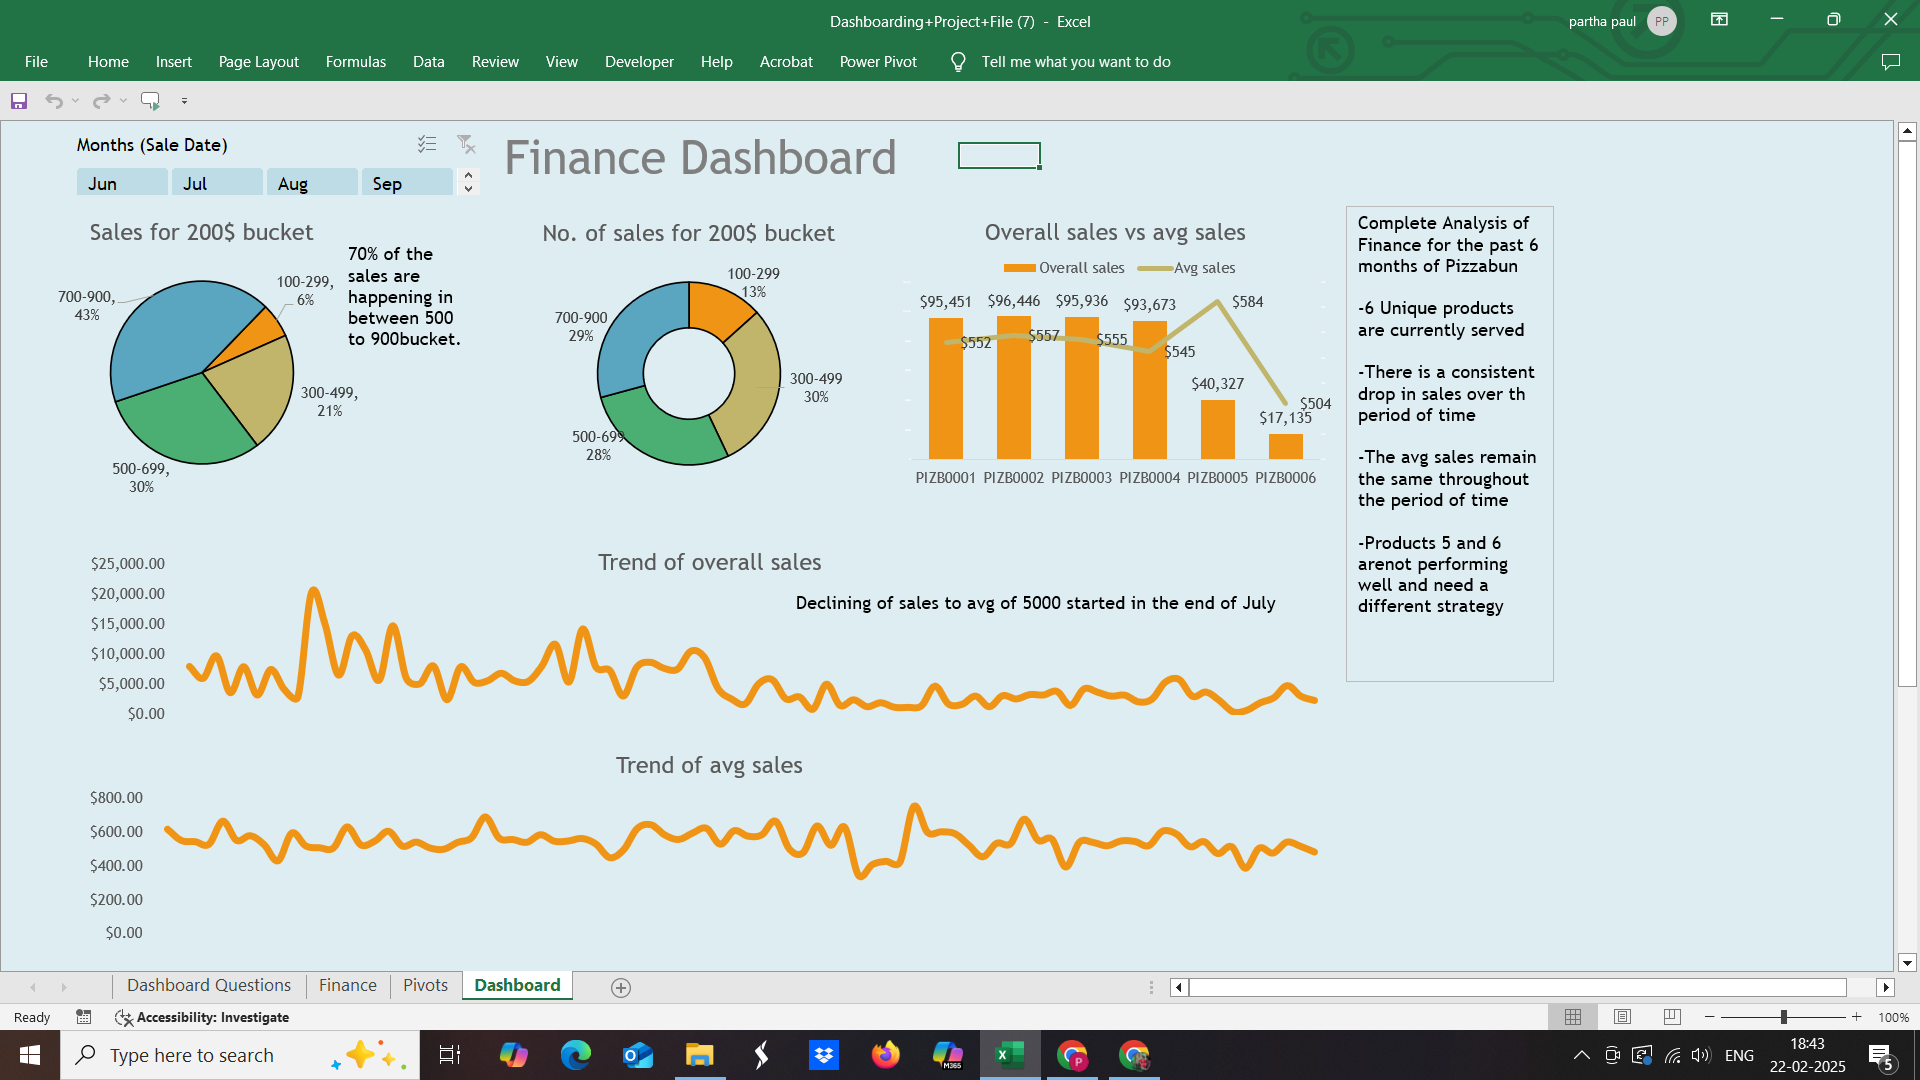 Dashboarding+Project+File (7) - Excel
partha paul
PP
File Home Insert Page Layout Formulas Data Review View Developer Help Acrobat Power Pivot Tell me what you want to do
Months (Sale Date)
Jun Jul Aug Sep
Finance Dashboard
Sales for 200$ bucket
70% of the
sales are
happening in
between 500
to 900bucket.
100-299,
6%
700-900,
43%
300-499,
21%
500-699,
30%
No. of sales for 200$ bucket
100-299
13%
700-900
29%
300-499
30%
500-699
28%
Overall sales vs avg sales
Overall sales Avg sales
$95,451 $96,446 $95,936 $93,673 $584
$552 $557 $555 $545
$40,327
$504
$17,135
PIZB0001 PIZB0002 PIZB0003 PIZB0004 PIZB0005 PIZB0006
Complete Analysis of
Finance for the past 6
months of Pizzabun
-6 Unique products
are currently served
-There is a consistent
drop in sales over th
period of time
-The avg sales remain
the same throughout
the period of time
-Products 5 and 6
arenot performing
well and need a
different strategy
Trend of overall sales
Declining of sales to avg of 5000 started in the end of July
$25,000.00
$20,000.00
$15,000.00
$10,000.00
$5,000.00
$0.00
Trend of avg sales
$800.00
$600.00
$400.00
$200.00
$0.00
Dashboard Questions Finance Pivots Dashboard
Ready Accessibility: Investigate
100%
Type here to search
M365
ENG
18:43
22-02-2025
5